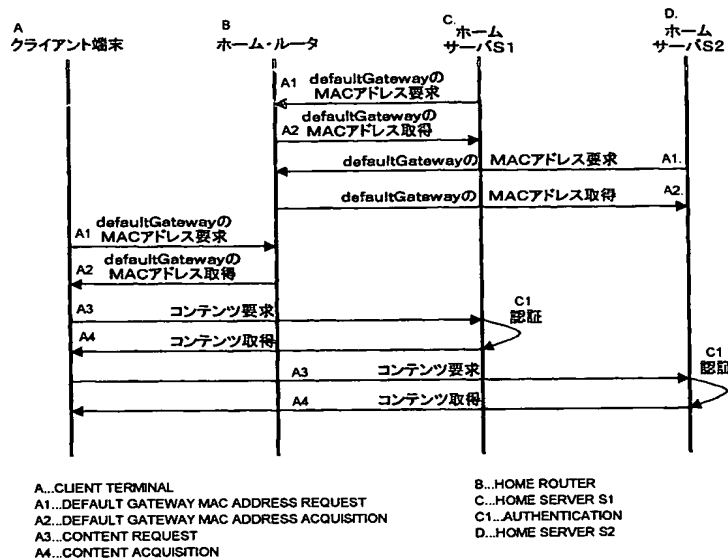 A
クライアント端末
B
ホーム・ルータ
C.
ホーム
サーバS1
D.
ホーム
サーバS2
A1 defaultGatewayの
MACアドレス要求
A2 defaultGatewayの
MACアドレス取得
defaultGatewayの MACアドレス要求 A1.
defaultGatewayの MACアドレス取得 A2.
A1 defaultGatewayの
MACアドレス要求
A2 defaultGatewayの
MACアドレス取得
A3 コンテンツ要求
C1
認証
A4 コンテンツ取得
A3 コンテンツ要求
C1
認証
A4 コンテンツ取得
A...CLIENT TERMINAL
A1...DEFAULT GATEWAY MAC ADDRESS REQUEST
A2...DEFAULT GATEWAY MAC ADDRESS ACQUISITION
A3...CONTENT REQUEST
A4...CONTENT ACQUISITION
B...HOME ROUTER
C...HOME SERVER S1
C1...AUTHENTICATION
D...HOME SERVER S2